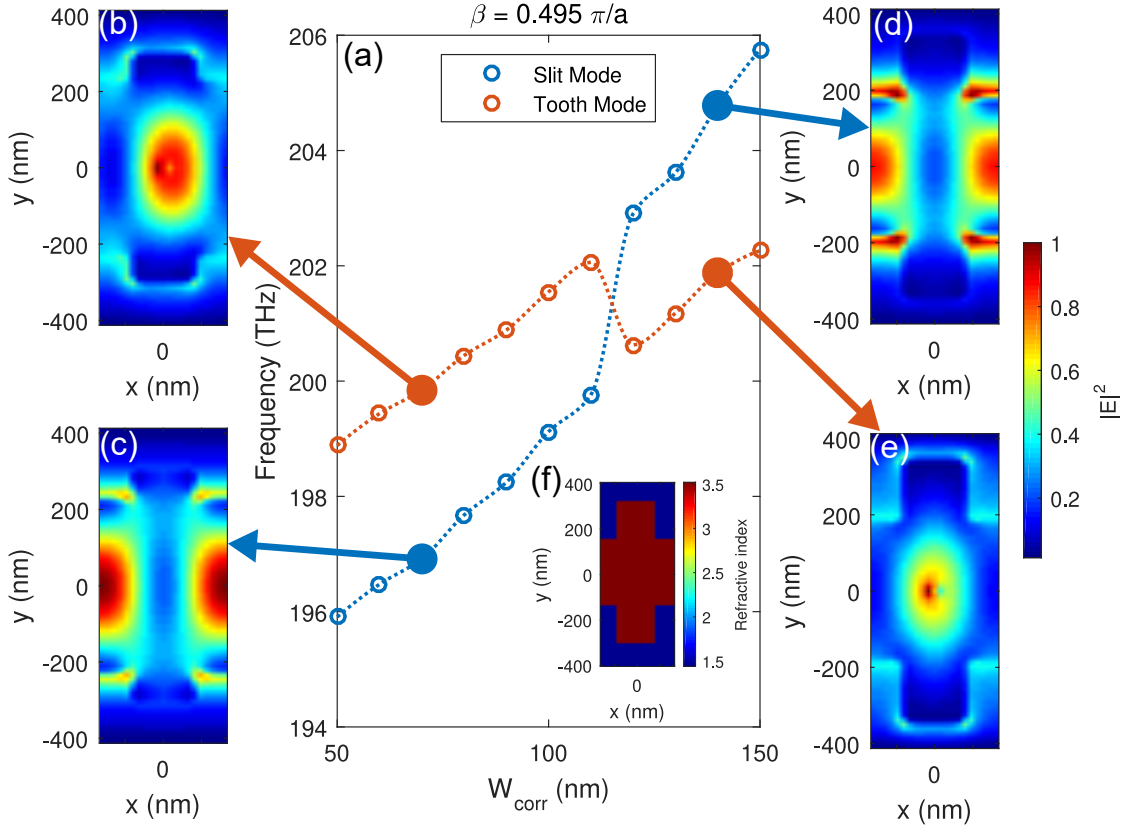 β = 0.495 π/a
(b)
400
200
0
-200
-400
y (nm)
0
x (nm)
(a)
Slit Mode
Tooth Mode
206
204
202
200
198
196
194
Frequency (THz)
50
100
150
W_corr (nm)
(d)
400
200
0
-200
-400
y (nm)
0
x (nm)
1
0.8
0.6
0.4
0.2
|E|²
(c)
400
200
0
-200
-400
y (nm)
0
x (nm)
(f)
400
200
0
-200
-400
y (nm)
0
x (nm)
3.5
3
2.5
2
1.5
Refractive index
(e)
400
200
0
-200
-400
y (nm)
0
x (nm)